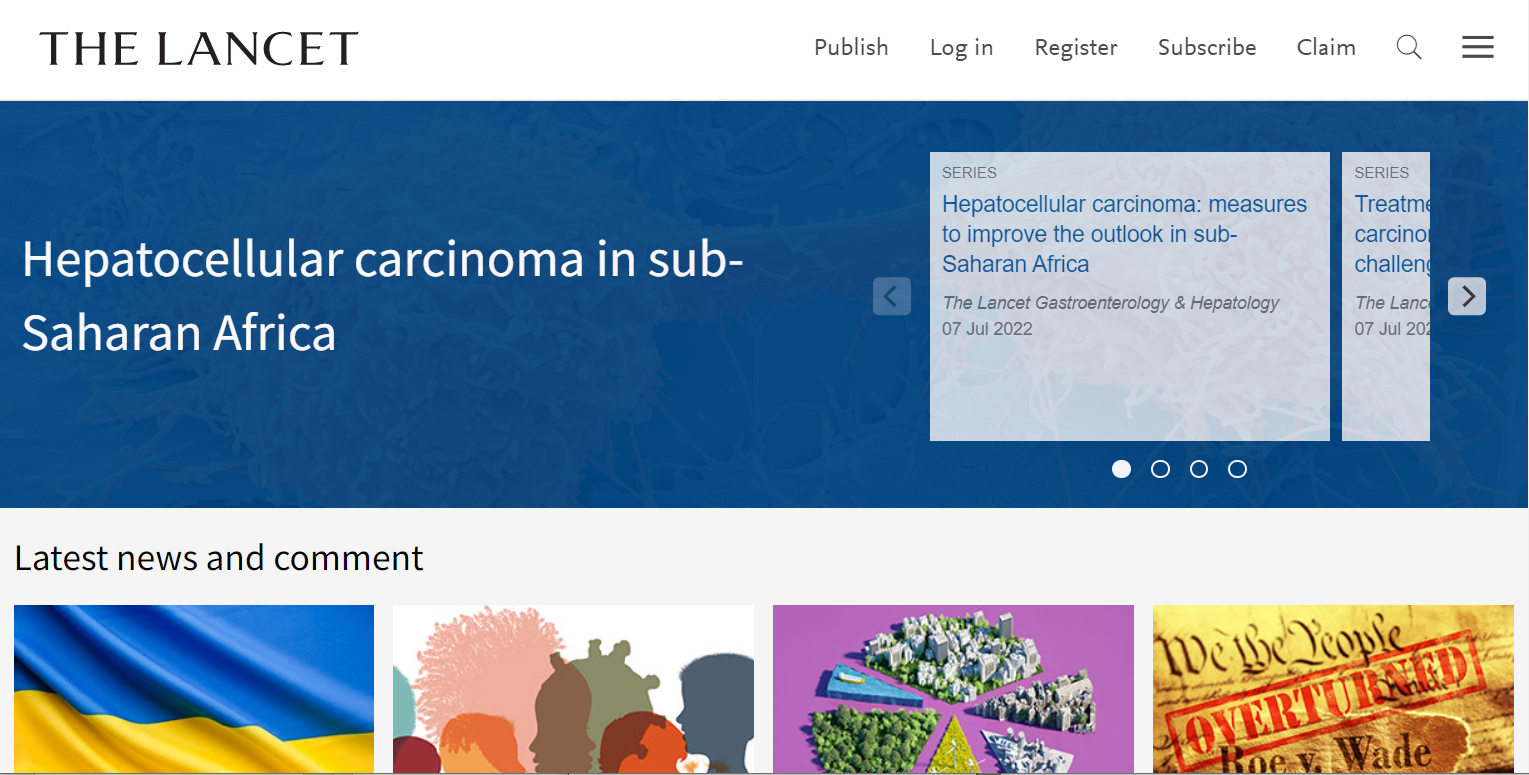 THE LANCET
Publish Log in Register Subscribe Claim
Hepatocellular carcinoma in sub-
Saharan Africa
SERIES
Hepatocellular carcinoma: measures
to improve the outlook in sub-
Saharan Africa
The Lancet Gastroenterology & Hepatology
07 Jul 2022
SERIES
07 Jul
Latest news and comment
We the People
OVERTURNED
Roe v. Wade